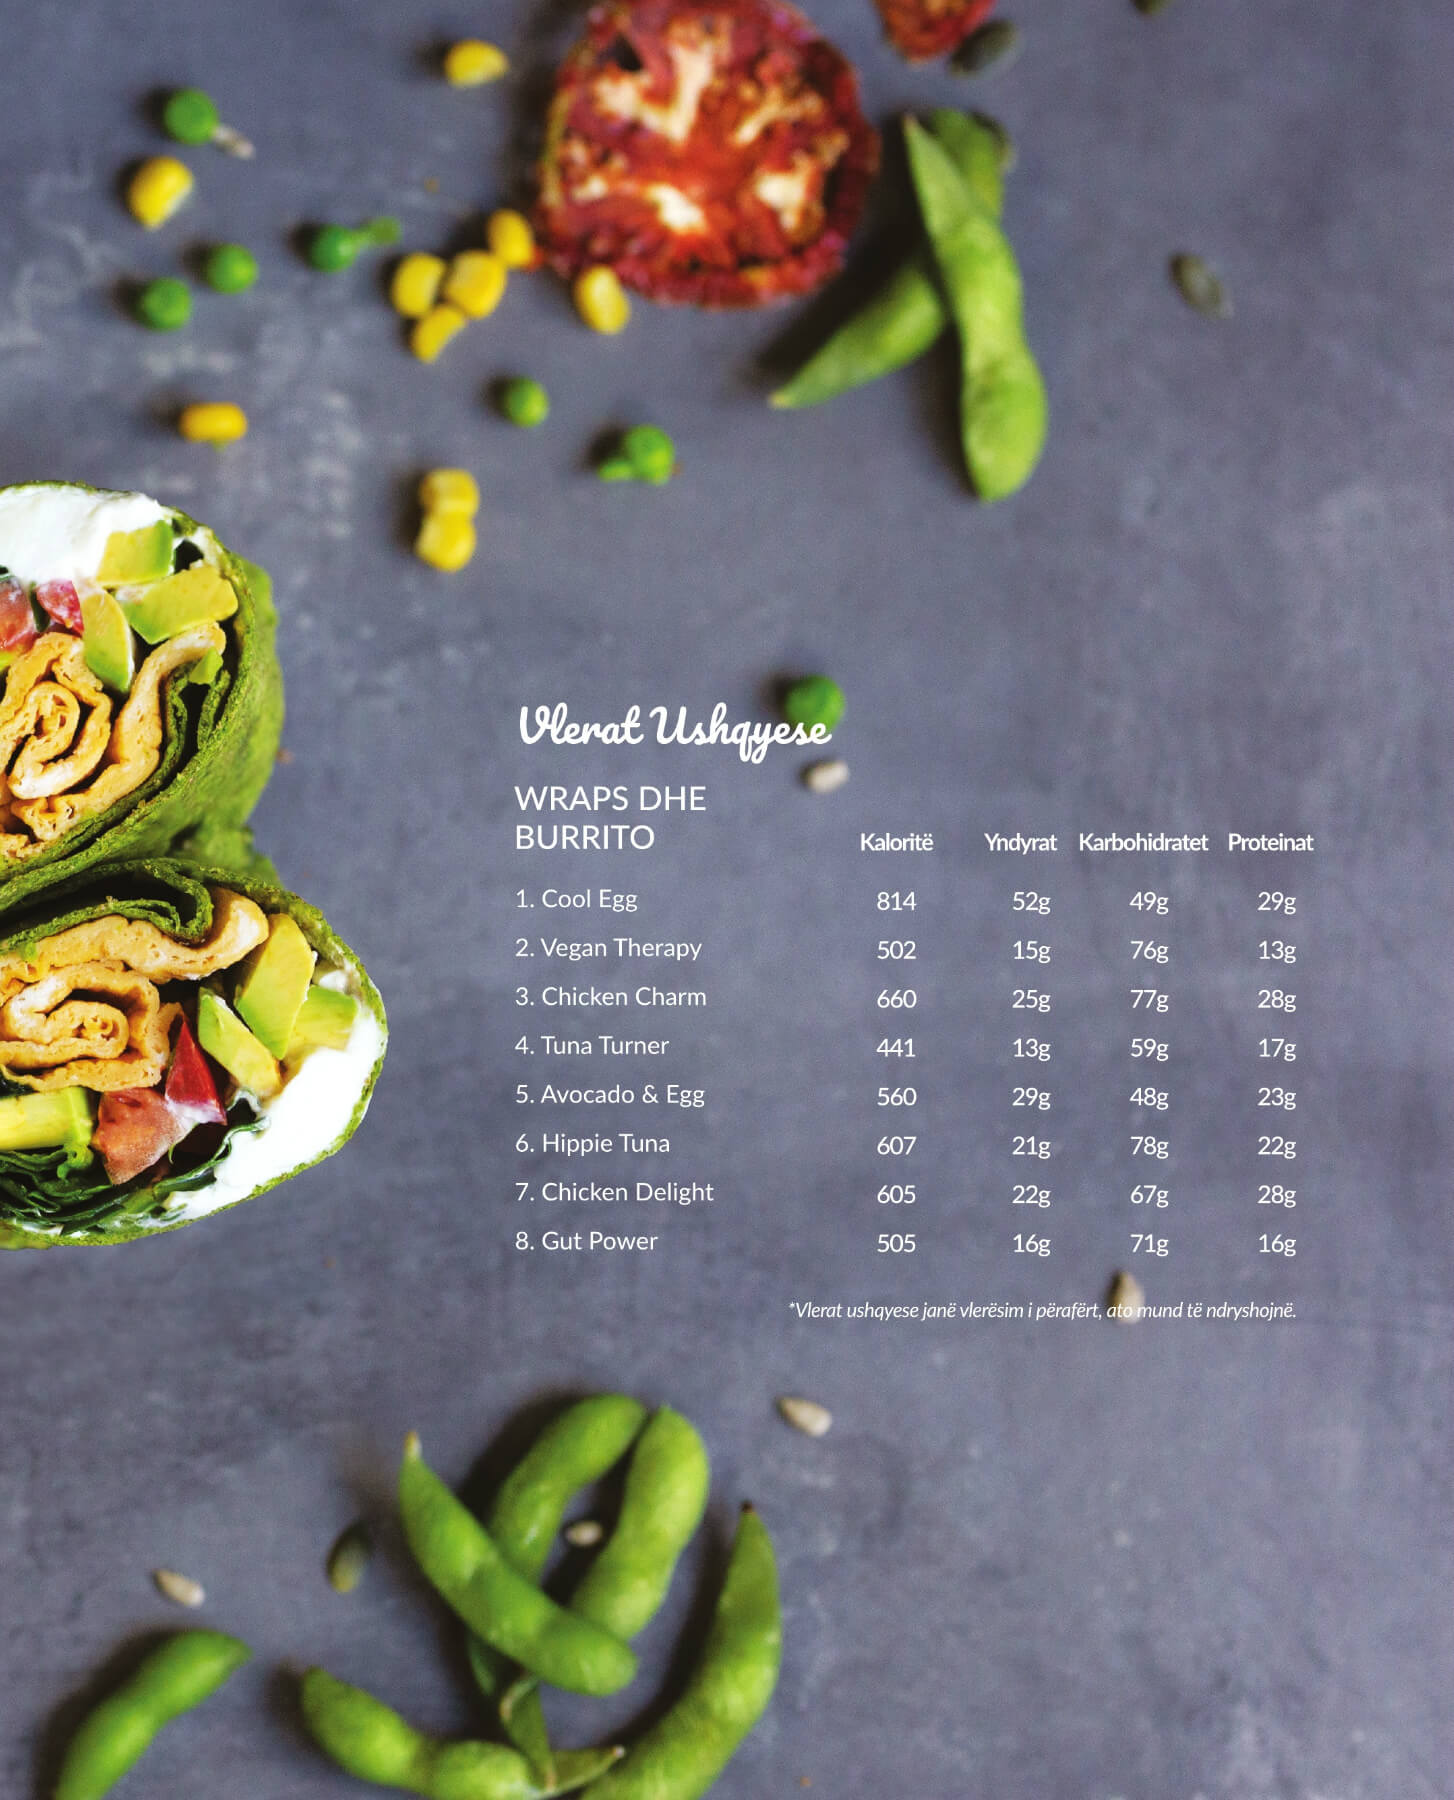 Vlerat Ushqyese
WRAPS DHE
BURRITO
Kaloritë Yndyrat Karbohidratet Proteinat
1. Cool Egg 814 52g 49g 29g
2. Vegan Therapy 502 15g 76g 13g
3. Chicken Charm 660 25g 77g 28g
4. Tuna Turner 441 13g 59g 17g
5. Avocado & Egg 560 29g 48g 23g
6. Hippie Tuna 607 21g 78g 22g
7. Chicken Delight 605 22g 67g 28g
8. Gut Power 505 16g 71g 16g
*Vlerat ushqyese janë vlerësim i përafërt, ato mund të ndryshojnë.